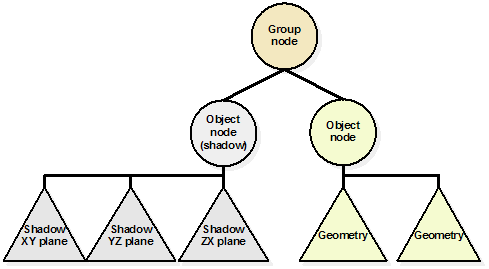 Group
node
Object
node
(shadow)
Object
node
Shadow
XY plane
Shadow
YZ plane
Shadow
ZX plane
Geometry
Geometry